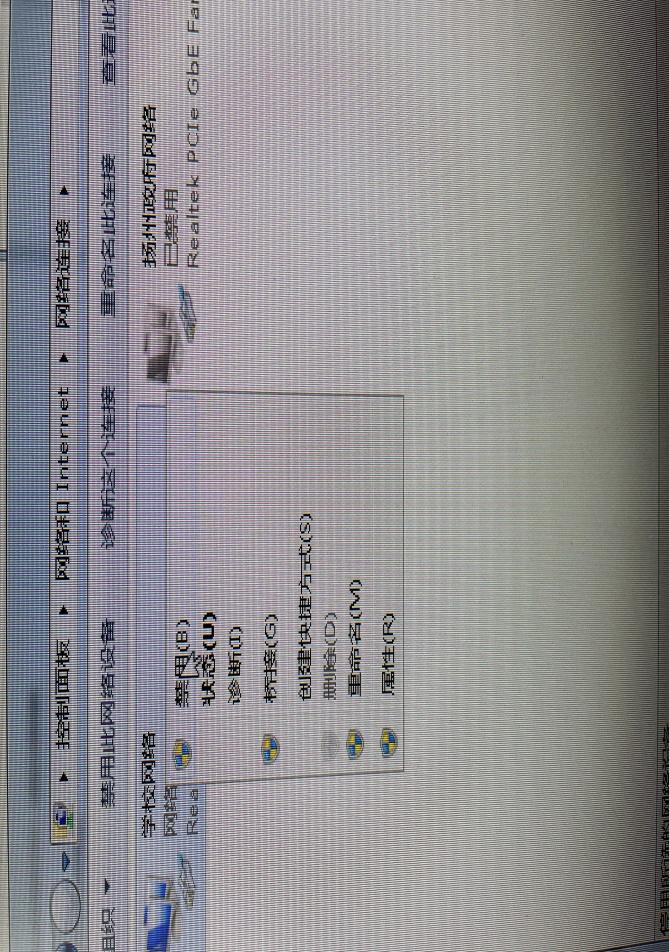 控制面板 ▶ 网络和 Internet ▶ 网络连接 ▶
组织 ▼ 禁用此网络设备 诊断这个连接 重命名此连接 查看此
学校网络
网络
Rea
扬州政府网络
已禁用
Realtek PCIe GbE Fam
禁用(B)
状态(U)
诊断(I)
桥接(G)
创建快捷方式(S)
删除(D)
重命名(M)
属性(R)